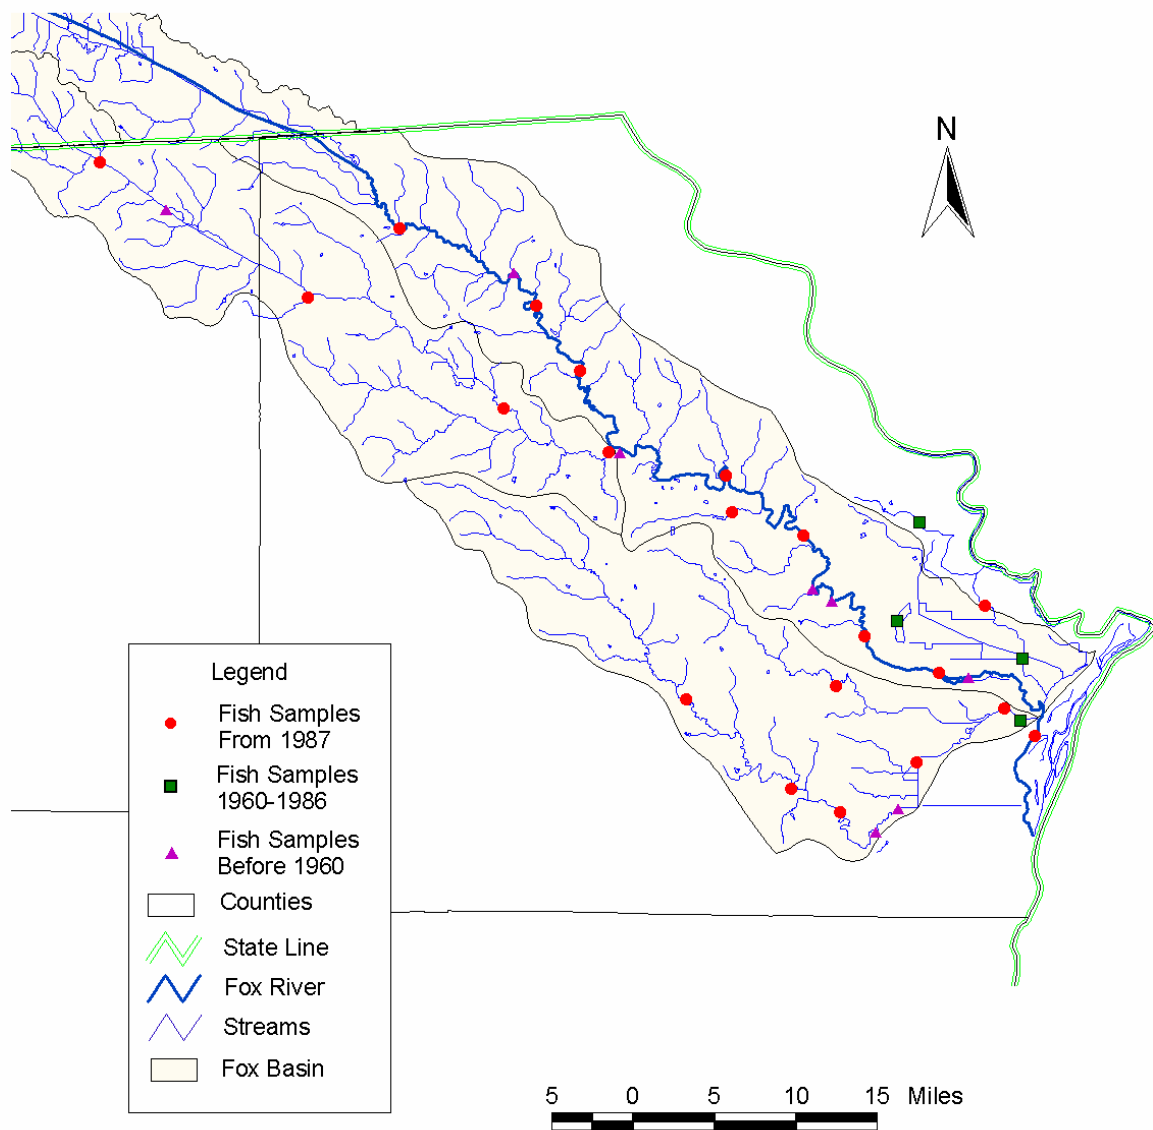 N
Legend
Fish Samples
From 1987
Fish Samples
1960-1986
Fish Samples
Before 1960
Counties
State Line
Fox River
Streams
Fox Basin
5 0 5 10 15 Miles